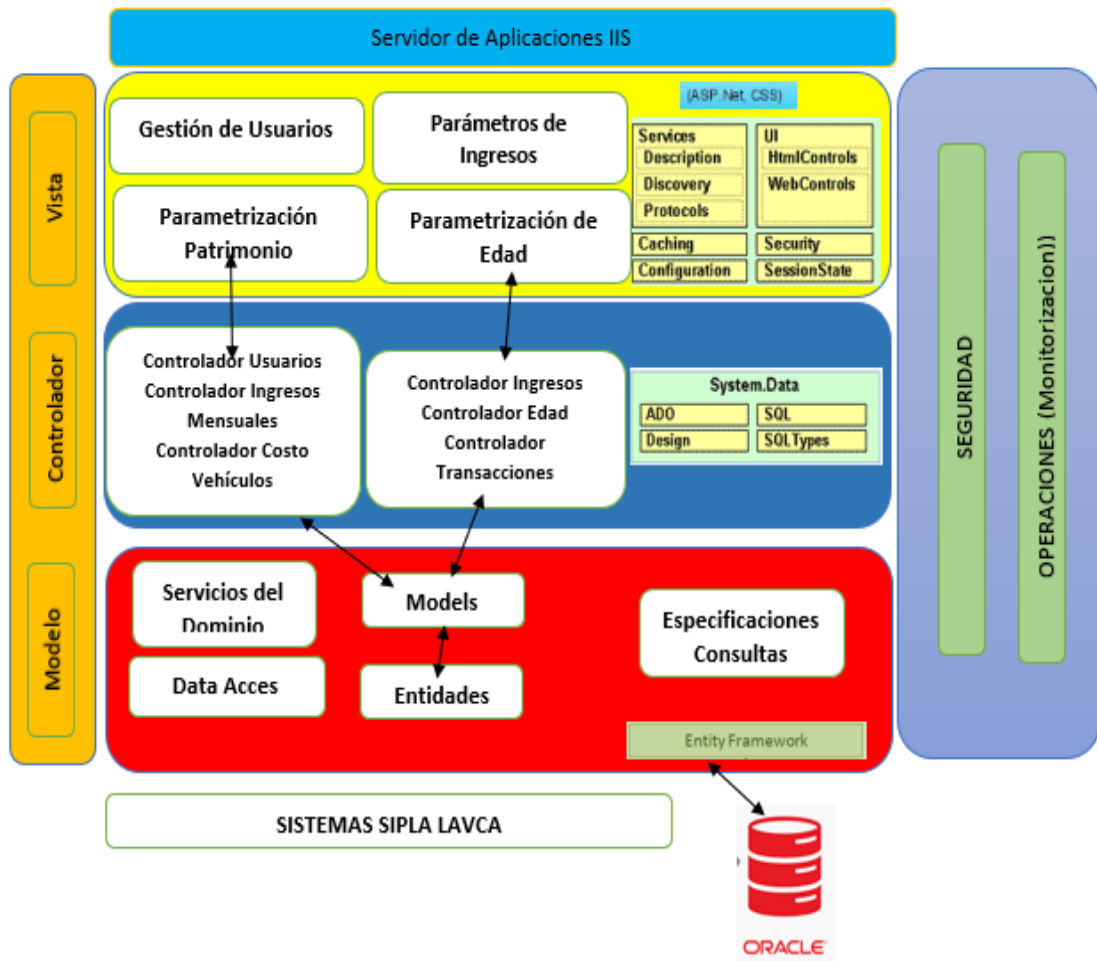 Servidor de Aplicaciones IIS
Vista
Gestión de Usuarios
Parámetros de
Ingresos
Parametrización
Patrimonio
Parametrización de
Edad
(ASP.Net, CSS)
Services
Description
Discovery
Protocols
UI
HtmlControls
WebControls
Caching
Security
Configuration
SessionState
Controlador
Controlador Usuarios
Controlador Ingresos
Mensuales
Controlador Costo
Vehículos
Controlador Ingresos
Controlador Edad
Controlador
Transacciones
System.Data
ADO
SQL
Design
SQLTypes
Modelo
Servicios del
Dominio
Data Acces
Models
Entidades
Especificaciones
Consultas
Entity Framework
SEGURIDAD
OPERACIONES (Monitorizacion))
SISTEMAS SIPLA LAVCA
ORACLE